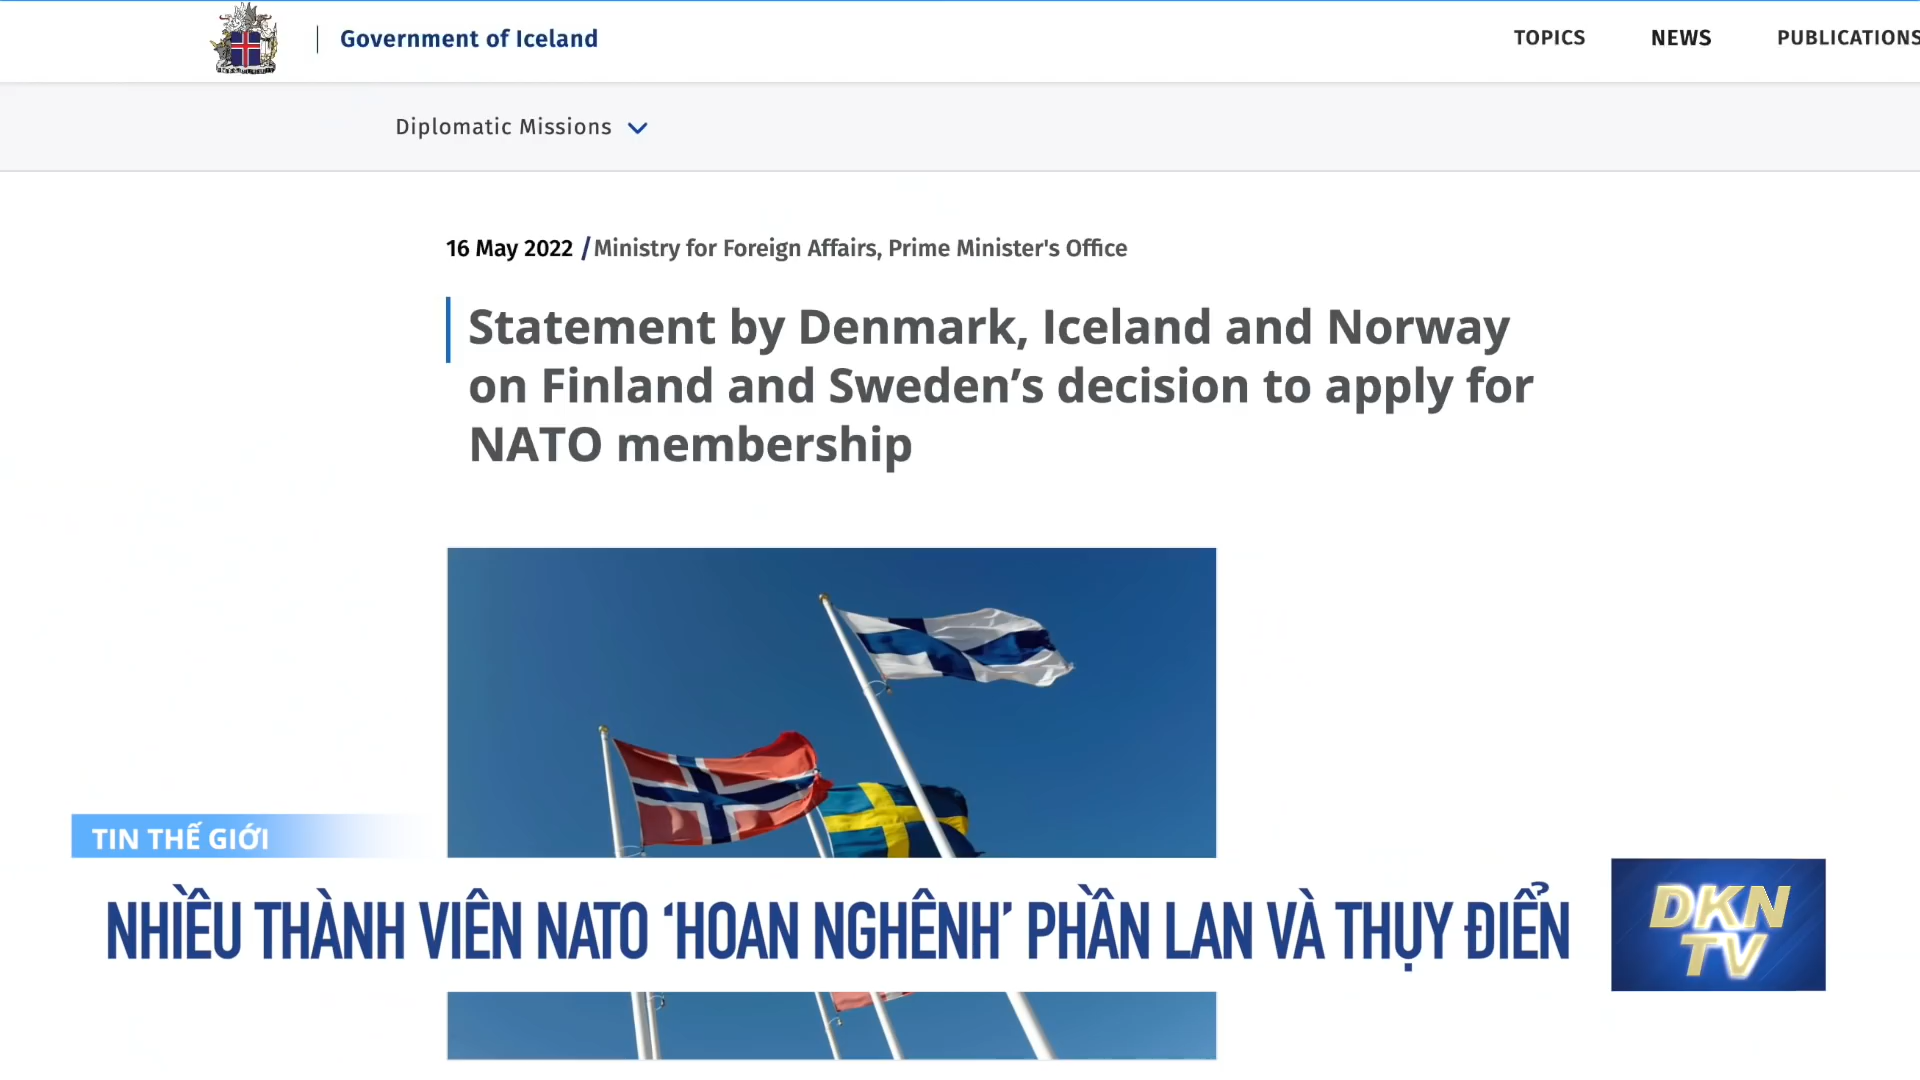 Government of Iceland
TOPICS
NEWS
PUBLICATIONS
Diplomatic Missions
16 May 2022 / Ministry for Foreign Affairs, Prime Minister's Office
Statement by Denmark, Iceland and Norway
on Finland and Sweden’s decision to apply for
NATO membership
TIN THẾ GIỚI
NHIỀU THÀNH VIÊN NATO ‘HOAN NGHÊNH’ PHẦN LAN VÀ THỤY ĐIỂN
DKN
TV